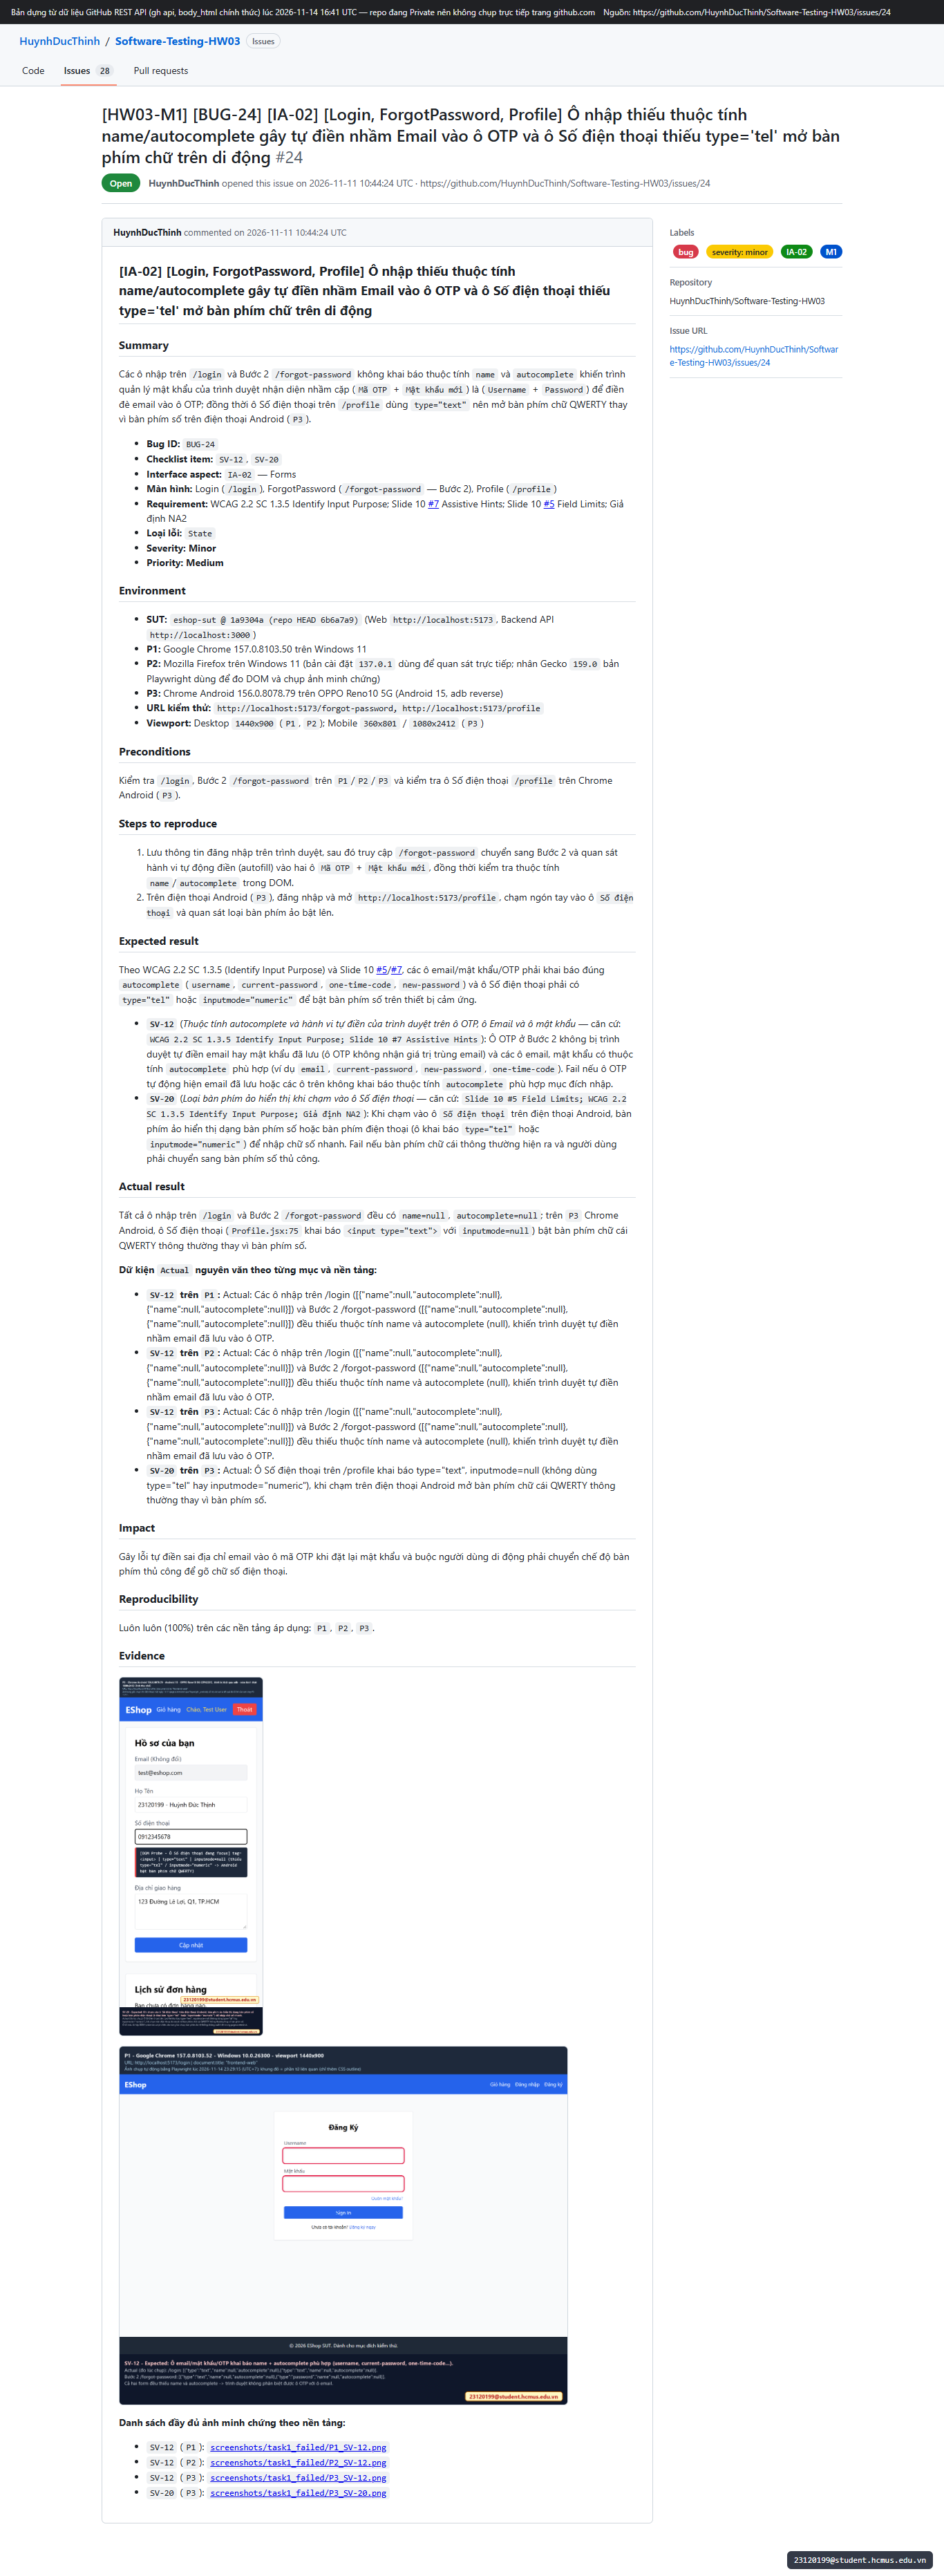 Bản dựng từ dữ liệu GitHub REST API (gh api, body_html chính thức) lúc 2026-11-14 16:41 UTC — repo đang Private nên không chụp trực tiếp trang github.com Nguồn: https://github.com/HuynhDucThinh/Software-Testing-HW03/issues/24
HuynhDucThinh / Software-Testing-HW03 Issues
Code Issues 28 Pull requests
[HW03-M1] [BUG-24] [IA-02] [Login, ForgotPassword, Profile] Ô nhập thiếu thuộc tính
name/autocomplete gây tự điền nhầm Email vào ô OTP và ô Số điện thoại thiếu type='tel' mở bàn
phím chữ trên di động #24
Open HuynhDucThinh opened this issue on 2026-11-11 10:44:24 UTC · https://github.com/HuynhDucThinh/Software-Testing-HW03/issues/24
HuynhDucThinh commented on 2026-11-11 10:44:24 UTC
[IA-02] [Login, ForgotPassword, Profile] Ô nhập thiếu thuộc tính
name/autocomplete gây tự điền nhầm Email vào ô OTP và ô Số điện thoại thiếu
type='tel' mở bàn phím chữ trên di động
Summary
Các ô nhập trên /login và Bước 2 /forgot-password không khai báo thuộc tính name và autocomplete khiến trình
quản lý mật khẩu của trình duyệt nhận diện nhầm cặp ( Mã OTP + Mật khẩu mới ) là ( Username + Password ) để điền
đè email vào ô OTP; đồng thời ô Số điện thoại trên /profile dùng type="text" nên mở bàn phím chữ QWERTY thay
vì bàn phím số trên điện thoại Android ( P3 ).
• Bug ID: BUG-24
• Checklist item: SV-12, SV-20
• Interface aspect: IA-02 — Forms
• Màn hình: Login ( /login ), ForgotPassword ( /forgot-password — Bước 2), Profile ( /profile )
• Requirement: WCAG 2.2 SC 1.3.5 Identify Input Purpose; Slide 10 #7 Assistive Hints; Slide 10 #5 Field Limits; Giả
định NA2
• Loại lỗi: State
• Severity: Minor
• Priority: Medium
Environment
• SUT: eshop-sut @ 1a9304a (repo HEAD 6b6a7a9) (Web http://localhost:5173, Backend API
http://localhost:3000 )
• P1: Google Chrome 157.0.8103.50 trên Windows 11
• P2: Mozilla Firefox trên Windows 11 (bản cài đặt 137.0.1 dùng để quan sát trực tiếp; nhân Gecko 159.0 bản
Playwright dùng để đo DOM và chụp ảnh minh chứng)
• P3: Chrome Android 156.0.8078.79 trên OPPO Reno10 5G (Android 15, adb reverse)
• URL kiểm thử: http://localhost:5173/forgot-password, http://localhost:5173/profile
• Viewport: Desktop 1440x900 ( P1, P2 ); Mobile 360x801 / 1080x2412 ( P3 )
Preconditions
Kiểm tra /login, Bước 2 /forgot-password trên P1 / P2 / P3 và kiểm tra ô Số điện thoại /profile trên Chrome
Android ( P3 ).
Steps to reproduce
1. Lưu thông tin đăng nhập trên trình duyệt, sau đó truy cập /forgot-password chuyển sang Bước 2 và quan sát
hành vi tự động điền (autofill) vào hai ô Mã OTP + Mật khẩu mới, đồng thời kiểm tra thuộc tính
name / autocomplete trong DOM.
2. Trên điện thoại Android ( P3 ), đăng nhập và mở http://localhost:5173/profile, chạm ngón tay vào ô Số điện
thoại và quan sát loại bàn phím ảo bật lên.
Expected result
Theo WCAG 2.2 SC 1.3.5 (Identify Input Purpose) và Slide 10 #5/#7, các ô email/mật khẩu/OTP phải khai báo đúng
autocomplete ( username, current-password, one-time-code, new-password ) và ô Số điện thoại phải có
type="tel" hoặc inputmode="numeric" để bật bàn phím số trên thiết bị cảm ứng.
• SV-12 (Thuộc tính autocomplete và hành vi tự điền của trình duyệt trên ô OTP, ô Email và ô mật khẩu — căn cứ:
WCAG 2.2 SC 1.3.5 Identify Input Purpose; Slide 10 #7 Assistive Hints ): Ô OTP ở Bước 2 không bị trình
duyệt tự điền email hay mật khẩu đã lưu (ô OTP không nhận giá trị trùng email) và các ô email, mật khẩu có thuộc
tính autocomplete phù hợp (ví dụ email, current-password, new-password, one-time-code). Fail nếu ô OTP
tự động hiện email đã lưu hoặc các ô trên không khai báo thuộc tính autocomplete phù hợp mục đích nhập.
• SV-20 (Loại bàn phím ảo hiển thị khi chạm vào ô Số điện thoại — căn cứ: Slide 10 #5 Field Limits; WCAG 2.2
SC 1.3.5 Identify Input Purpose; Giả định NA2 ): Khi chạm vào ô Số điện thoại trên điện thoại Android, bàn
phím ảo hiển thị dạng bàn phím số hoặc bàn phím điện thoại (ô khai báo type="tel" hoặc
inputmode="numeric" ) để nhập chữ số nhanh. Fail nếu bàn phím chữ cái thông thường hiện ra và người dùng
phải chuyển sang bàn phím số thủ công.
Actual result
Tất cả ô nhập trên /login và Bước 2 /forgot-password đều có name=null, autocomplete=null; trên P3 Chrome
Android, ô Số điện thoại ( Profile.jsx:75 khai báo <input type="text"> với inputmode=null ) bật bàn phím chữ cái
QWERTY thông thường thay vì bàn phím số.
Dữ kiện Actual nguyên văn theo từng mục và nền tảng:
• SV-12 trên P1: Actual: Các ô nhập trên /login ([{"name":null,"autocomplete":null},
{"name":null,"autocomplete":null}]) và Bước 2 /forgot-password ([{"name":null,"autocomplete":null},
{"name":null,"autocomplete":null}]) đều thiếu thuộc tính name và autocomplete (null), khiến trình duyệt tự điền
nhầm email đã lưu vào ô OTP.
• SV-12 trên P2: Actual: Các ô nhập trên /login ([{"name":null,"autocomplete":null},
{"name":null,"autocomplete":null}]) và Bước 2 /forgot-password ([{"name":null,"autocomplete":null},
{"name":null,"autocomplete":null}]) đều thiếu thuộc tính name và autocomplete (null), khiến trình duyệt tự điền
nhầm email đã lưu vào ô OTP.
• SV-12 trên P3: Actual: Các ô nhập trên /login ([{"name":null,"autocomplete":null},
{"name":null,"autocomplete":null}]) và Bước 2 /forgot-password ([{"name":null,"autocomplete":null},
{"name":null,"autocomplete":null}]) đều thiếu thuộc tính name và autocomplete (null), khiến trình duyệt tự điền
nhầm email đã lưu vào ô OTP.
• SV-20 trên P3: Actual: Ô Số điện thoại trên /profile khai báo type="text", inputmode=null (không dùng
type="tel" hay inputmode="numeric"), khi chạm trên điện thoại Android mở bàn phím chữ cái QWERTY thông
thường thay vì bàn phím số.
Impact
Gây lỗi tự điền sai địa chỉ email vào ô mã OTP khi đặt lại mật khẩu và buộc người dùng di động phải chuyển chế độ bàn
phím thủ công để gõ chữ số điện thoại.
Reproducibility
Luôn luôn (100%) trên các nền tảng áp dụng: P1, P2, P3.
Evidence
EShop Giỏ hàng Chào, Test User Thoát
Hồ sơ của bạn
Email (Không đổi)
test@eshop.com
Họ Tên
23120199 - Huỳnh Đức Thịnh
Số điện thoại
0912345678
Địa chỉ giao hàng
123 Đường Lê Lợi, Q1, TP.HCM
Cập nhật
Lịch sử đơn hàng
Bạn chưa có đơn hàng nào
23120199@student.hcmus.edu.vn
P1 - Google Chrome 157.0.8103.52 - Windows 10.0.26300 - viewport 1440x900
URL: http://localhost:5173/login | document.title: "frontend-web"
EShop Giỏ hàng Đăng nhập Đăng ký
Đăng Ký
Username
Mật khẩu
Quên mật khẩu?
Sign In
Chưa có tài khoản? Đăng ký ngay
© 2026 EShop SUT. Dành cho mục đích kiểm thử.
SV-12 - Expected: Ô email/mật khẩu/OTP khai báo name + autocomplete phù hợp (username, current-password, one-time-code...).
23120199@student.hcmus.edu.vn
Danh sách đầy đủ ảnh minh chứng theo nền tảng:
• SV-12 ( P1 ): screenshots/task1_failed/P1_SV-12.png
• SV-12 ( P2 ): screenshots/task1_failed/P2_SV-12.png
• SV-12 ( P3 ): screenshots/task1_failed/P3_SV-12.png
• SV-20 ( P3 ): screenshots/task1_failed/P3_SV-20.png
Labels
bug severity: minor IA-02 M1
Repository
HuynhDucThinh/Software-Testing-HW03
Issue URL
https://github.com/HuynhDucThinh/Softwar
e-Testing-HW03/issues/24
23120199@student.hcmus.edu.vn